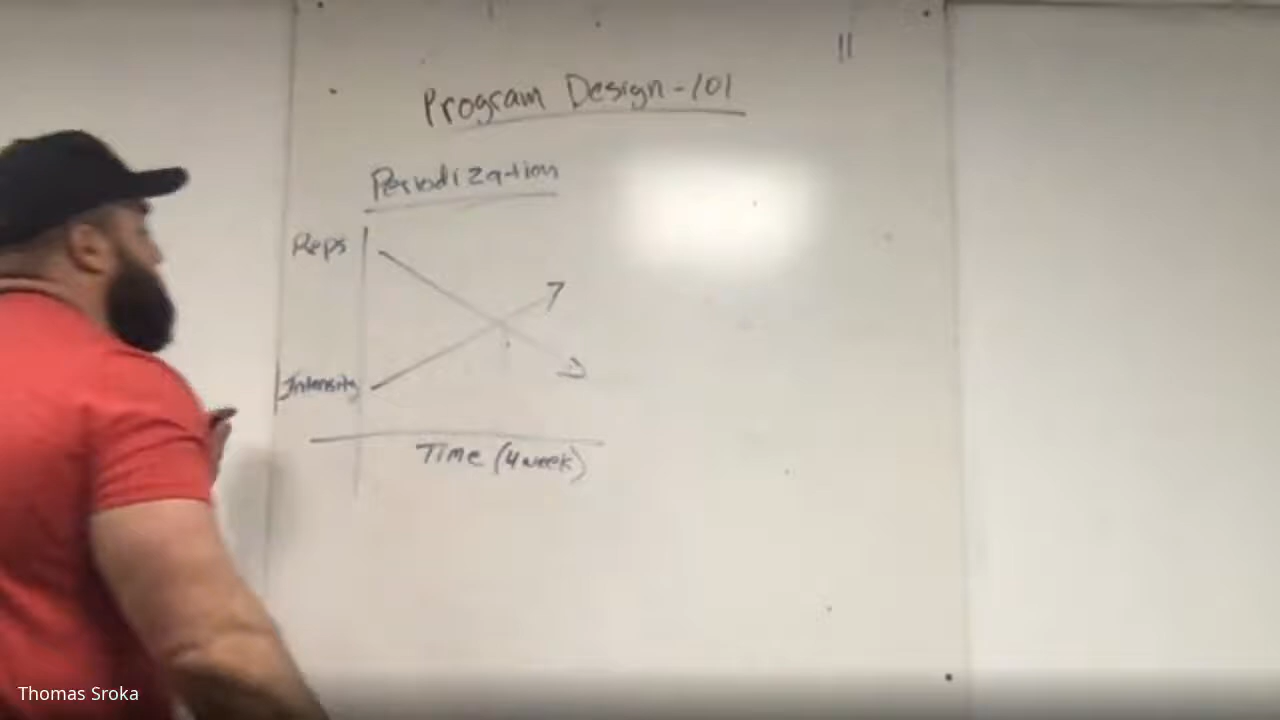 Program Design-101
Periodization
Reps
Intensity
Time (4 week)
Thomas Sroka